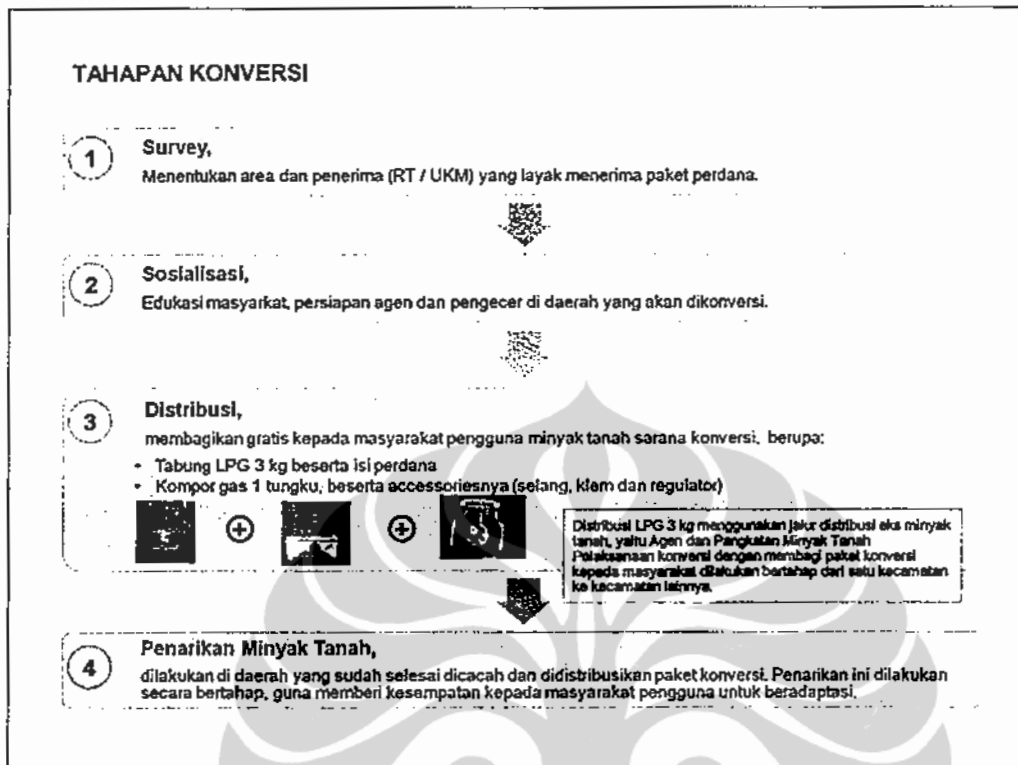 TAHAPAN KONVERSI
1
Survey,
Menentukan area dan penerima (RT / UKM) yang layak menerima paket perdana.
2
Sosialisasi,
Edukasi masyarkat, persiapan agen dan pengecer di daerah yang akan dikonversi.
3
Distribusi,
membagikan gratis kepada masyarakat pengguna minyak tanah sarana konversi, berupa:
• Tabung LPG 3 kg beserta isi perdana
• Kompor gas 1 tungku, beserta accessoriesnya (selang, klem dan regulator)
Distribusi LPG 3 kg menggunakan jalur distribusi eks minyak
tanah, yaitu Agen dan Pangkalan Minyak Tanah
Pelaksanaan konversi dengan membagi paket konversi
kepada masyarakat dilakukan bertahap dari satu kecamatan
ke kecamatan lainnya.
4
Penarikan Minyak Tanah,
dilakukan di daerah yang sudah selesai dicacah dan didistribusikan paket konversi. Penarikan ini dilakukan
secara bertahap, guna memberi kesempatan kepada masyarakat pengguna untuk beradaptasi.